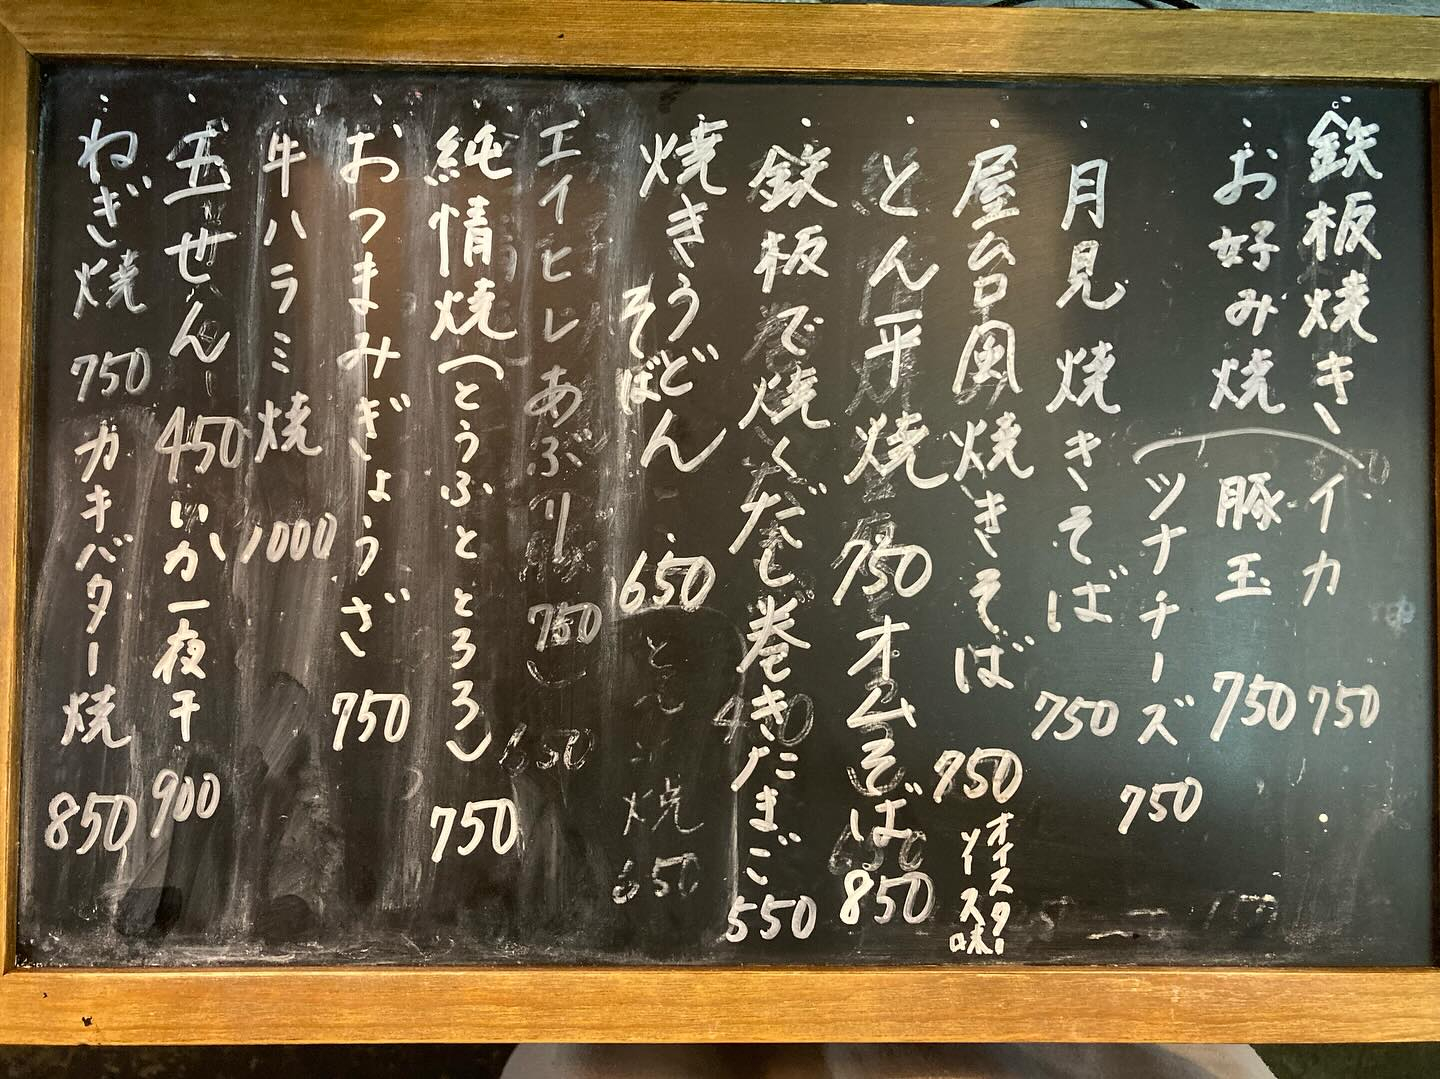 鉄板焼き
お好み焼
イカ 750
豚玉 750
ツナチーズ 750
月見焼きそば 750
屋台風焼きそば 750 オイスターソース味
とん平焼 750 オムそば 850
鉄板で焼くだし巻きたまご 550
焼きうどん 650
そば
エイヒレあぶり 750
純情焼(とうふととろろ) 750
おつまみぎょうざ 750
牛ハラミ焼 1000
玉せん 450 いか一夜干 900
ねぎ焼 750 カキバター焼 850